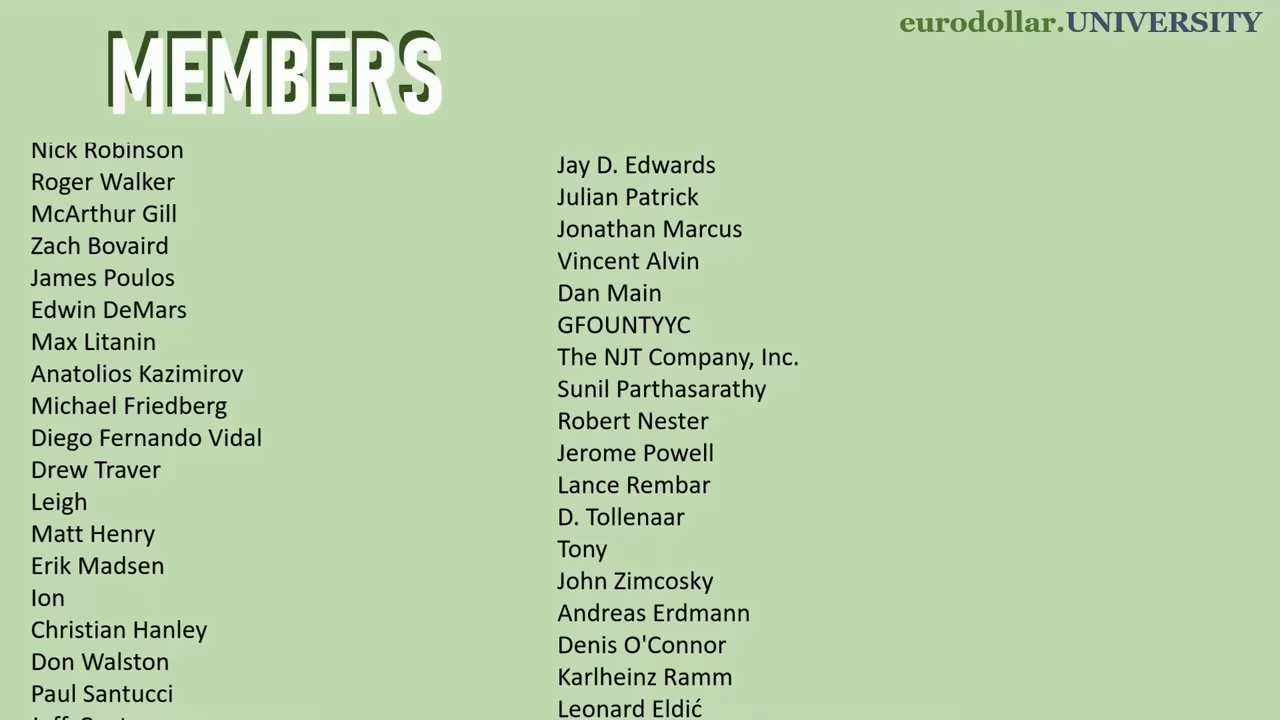 eurodollar.UNIVERSITY
MEMBERS
Nick Robinson
Roger Walker
McArthur Gill
Zach Bovaird
James Poulos
Edwin DeMars
Max Litanin
Anatolios Kazimirov
Michael Friedberg
Diego Fernando Vidal
Drew Traver
Leigh
Matt Henry
Erik Madsen
Ion
Christian Hanley
Don Walston
Paul Santucci
Jay D. Edwards
Julian Patrick
Jonathan Marcus
Vincent Alvin
Dan Main
GFOUNTYYC
The NJT Company, Inc.
Sunil Parthasarathy
Robert Nester
Jerome Powell
Lance Rembar
D. Tollenaar
Tony
John Zimcosky
Andreas Erdmann
Denis O'Connor
Karlheinz Ramm
Leonard Eldić